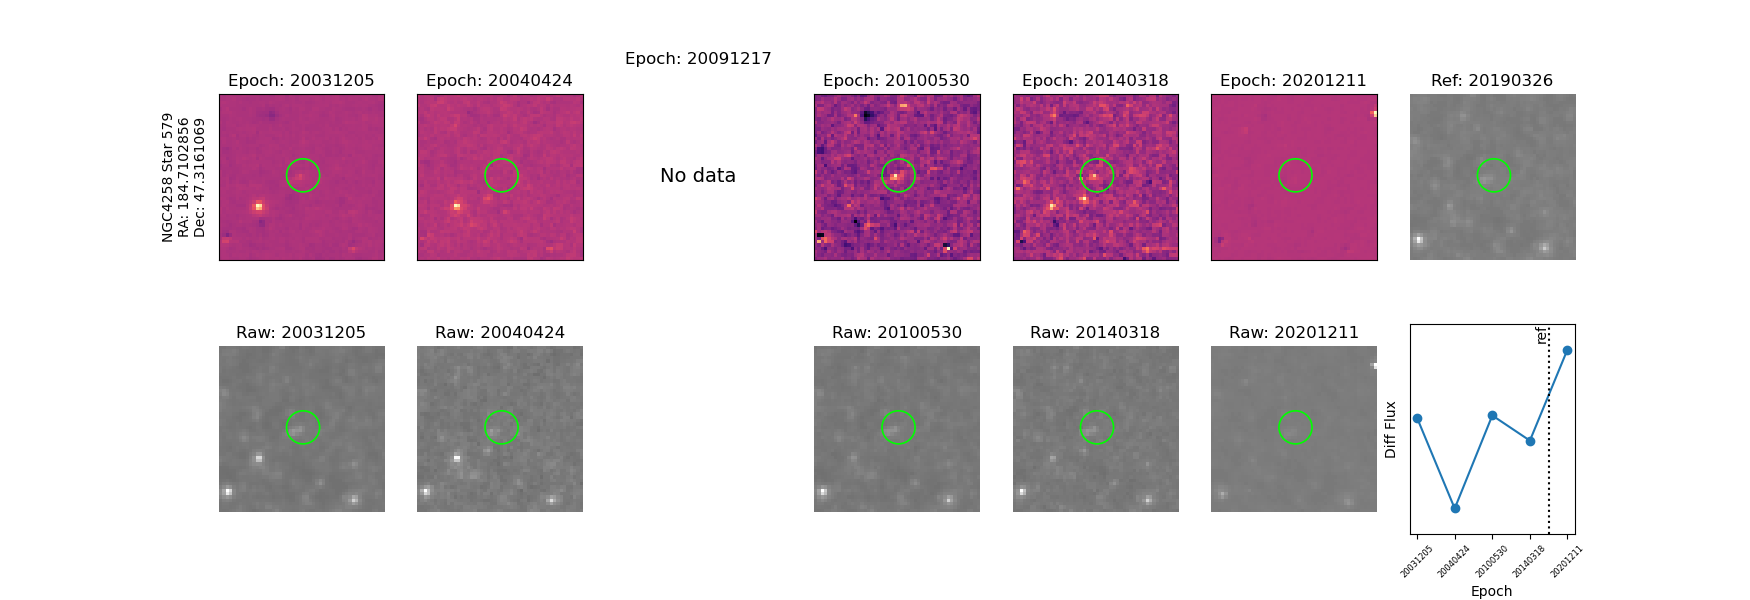 Epoch: 20091217
Epoch: 20031205
Epoch: 20040424
Epoch: 20100530
Epoch: 20140318
Epoch: 20201211
Ref: 20190326
NGC4258 Star 579
RA: 184.71102856
Dec: 47.3161069
No data
Raw: 20031205
Raw: 20040424
Raw: 20100530
Raw: 20140318
Raw: 20201211
ref
Diff Flux
20031205
20040424
20100530
20140318
20201211
Epoch